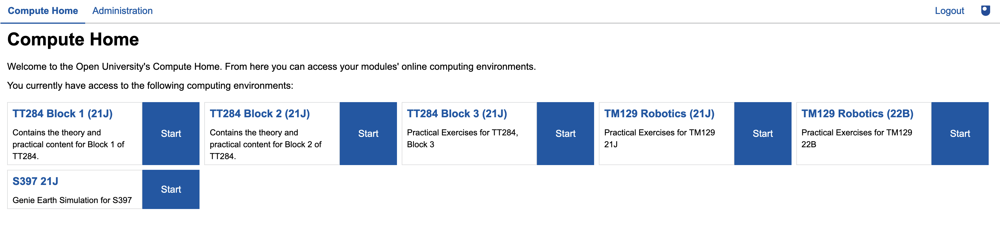 Compute Home
Administration
Logout
Compute Home
Welcome to the Open University's Compute Home. From here you can access your modules' online computing environments.
You currently have access to the following computing environments:
TT284 Block 1 (21J)
Contains the theory and
practical content for Block 1 of
TT284.
Start
TT284 Block 2 (21J)
Contains the theory and
practical content for Block 2 of
TT284.
Start
TT284 Block 3 (21J)
Practical Exercises for TT284,
Block 3
Start
TM129 Robotics (21J)
Practical Exercises for TM129
21J
Start
TM129 Robotics (22B)
Practical Exercises for TM129
22B
Start
S397 21J
Genie Earth Simulation for S397
Start